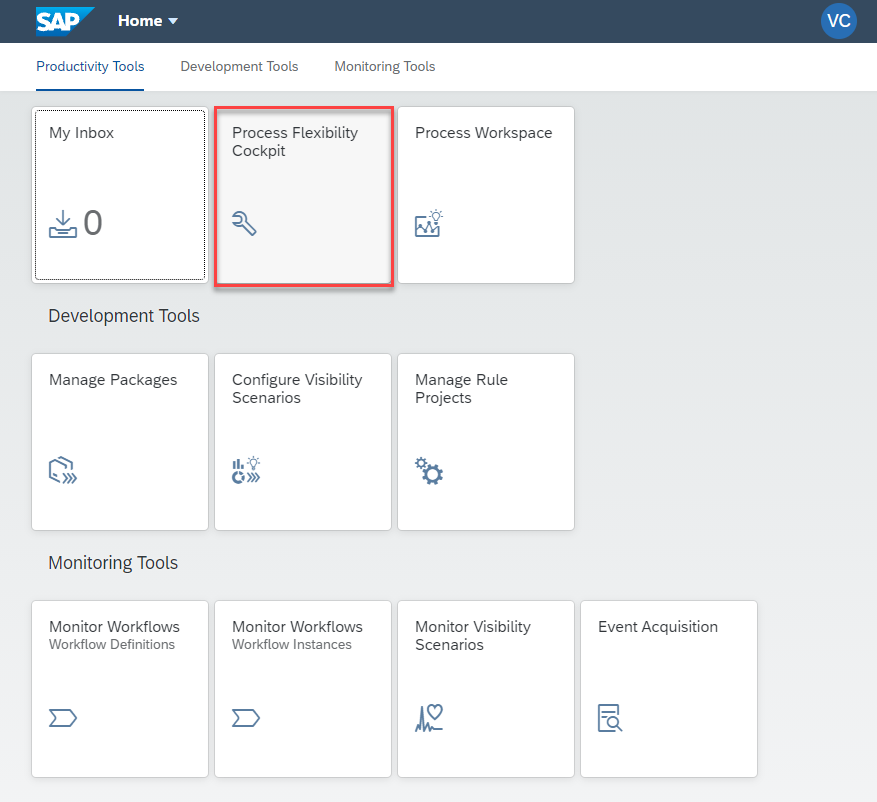 SAP Home VC
Productivity Tools Development Tools Monitoring Tools
My Inbox
0
Process Flexibility
Cockpit
Process Workspace
Development Tools
Manage Packages
Configure Visibility
Scenarios
Manage Rule
Projects
Monitoring Tools
Monitor Workflows
Workflow Definitions
Monitor Workflows
Workflow Instances
Monitor Visibility
Scenarios
Event Acquisition